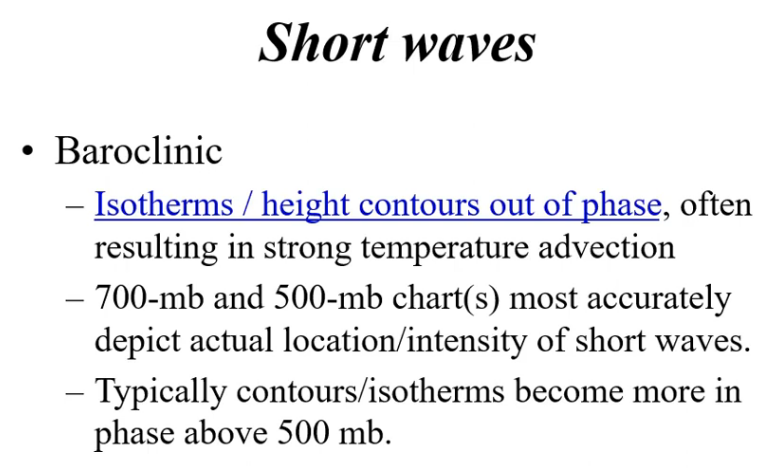 Short waves
• Baroclinic
– Isotherms / height contours out of phase, often
resulting in strong temperature advection
– 700-mb and 500-mb chart(s) most accurately
depict actual location/intensity of short waves.
– Typically contours/isotherms become more in
phase above 500 mb.